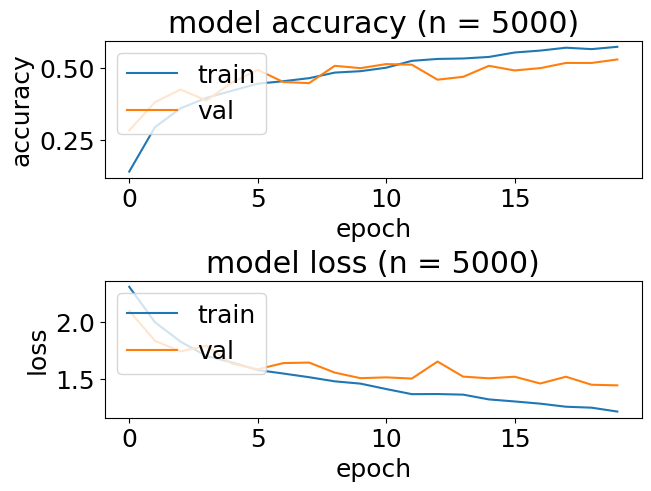 model accuracy (n = 5000)
accuracy
0.50
0.25
train
val
0 5 10 15
epoch
model loss (n = 5000)
loss
2.0
1.5
train
val
0 5 10 15
epoch